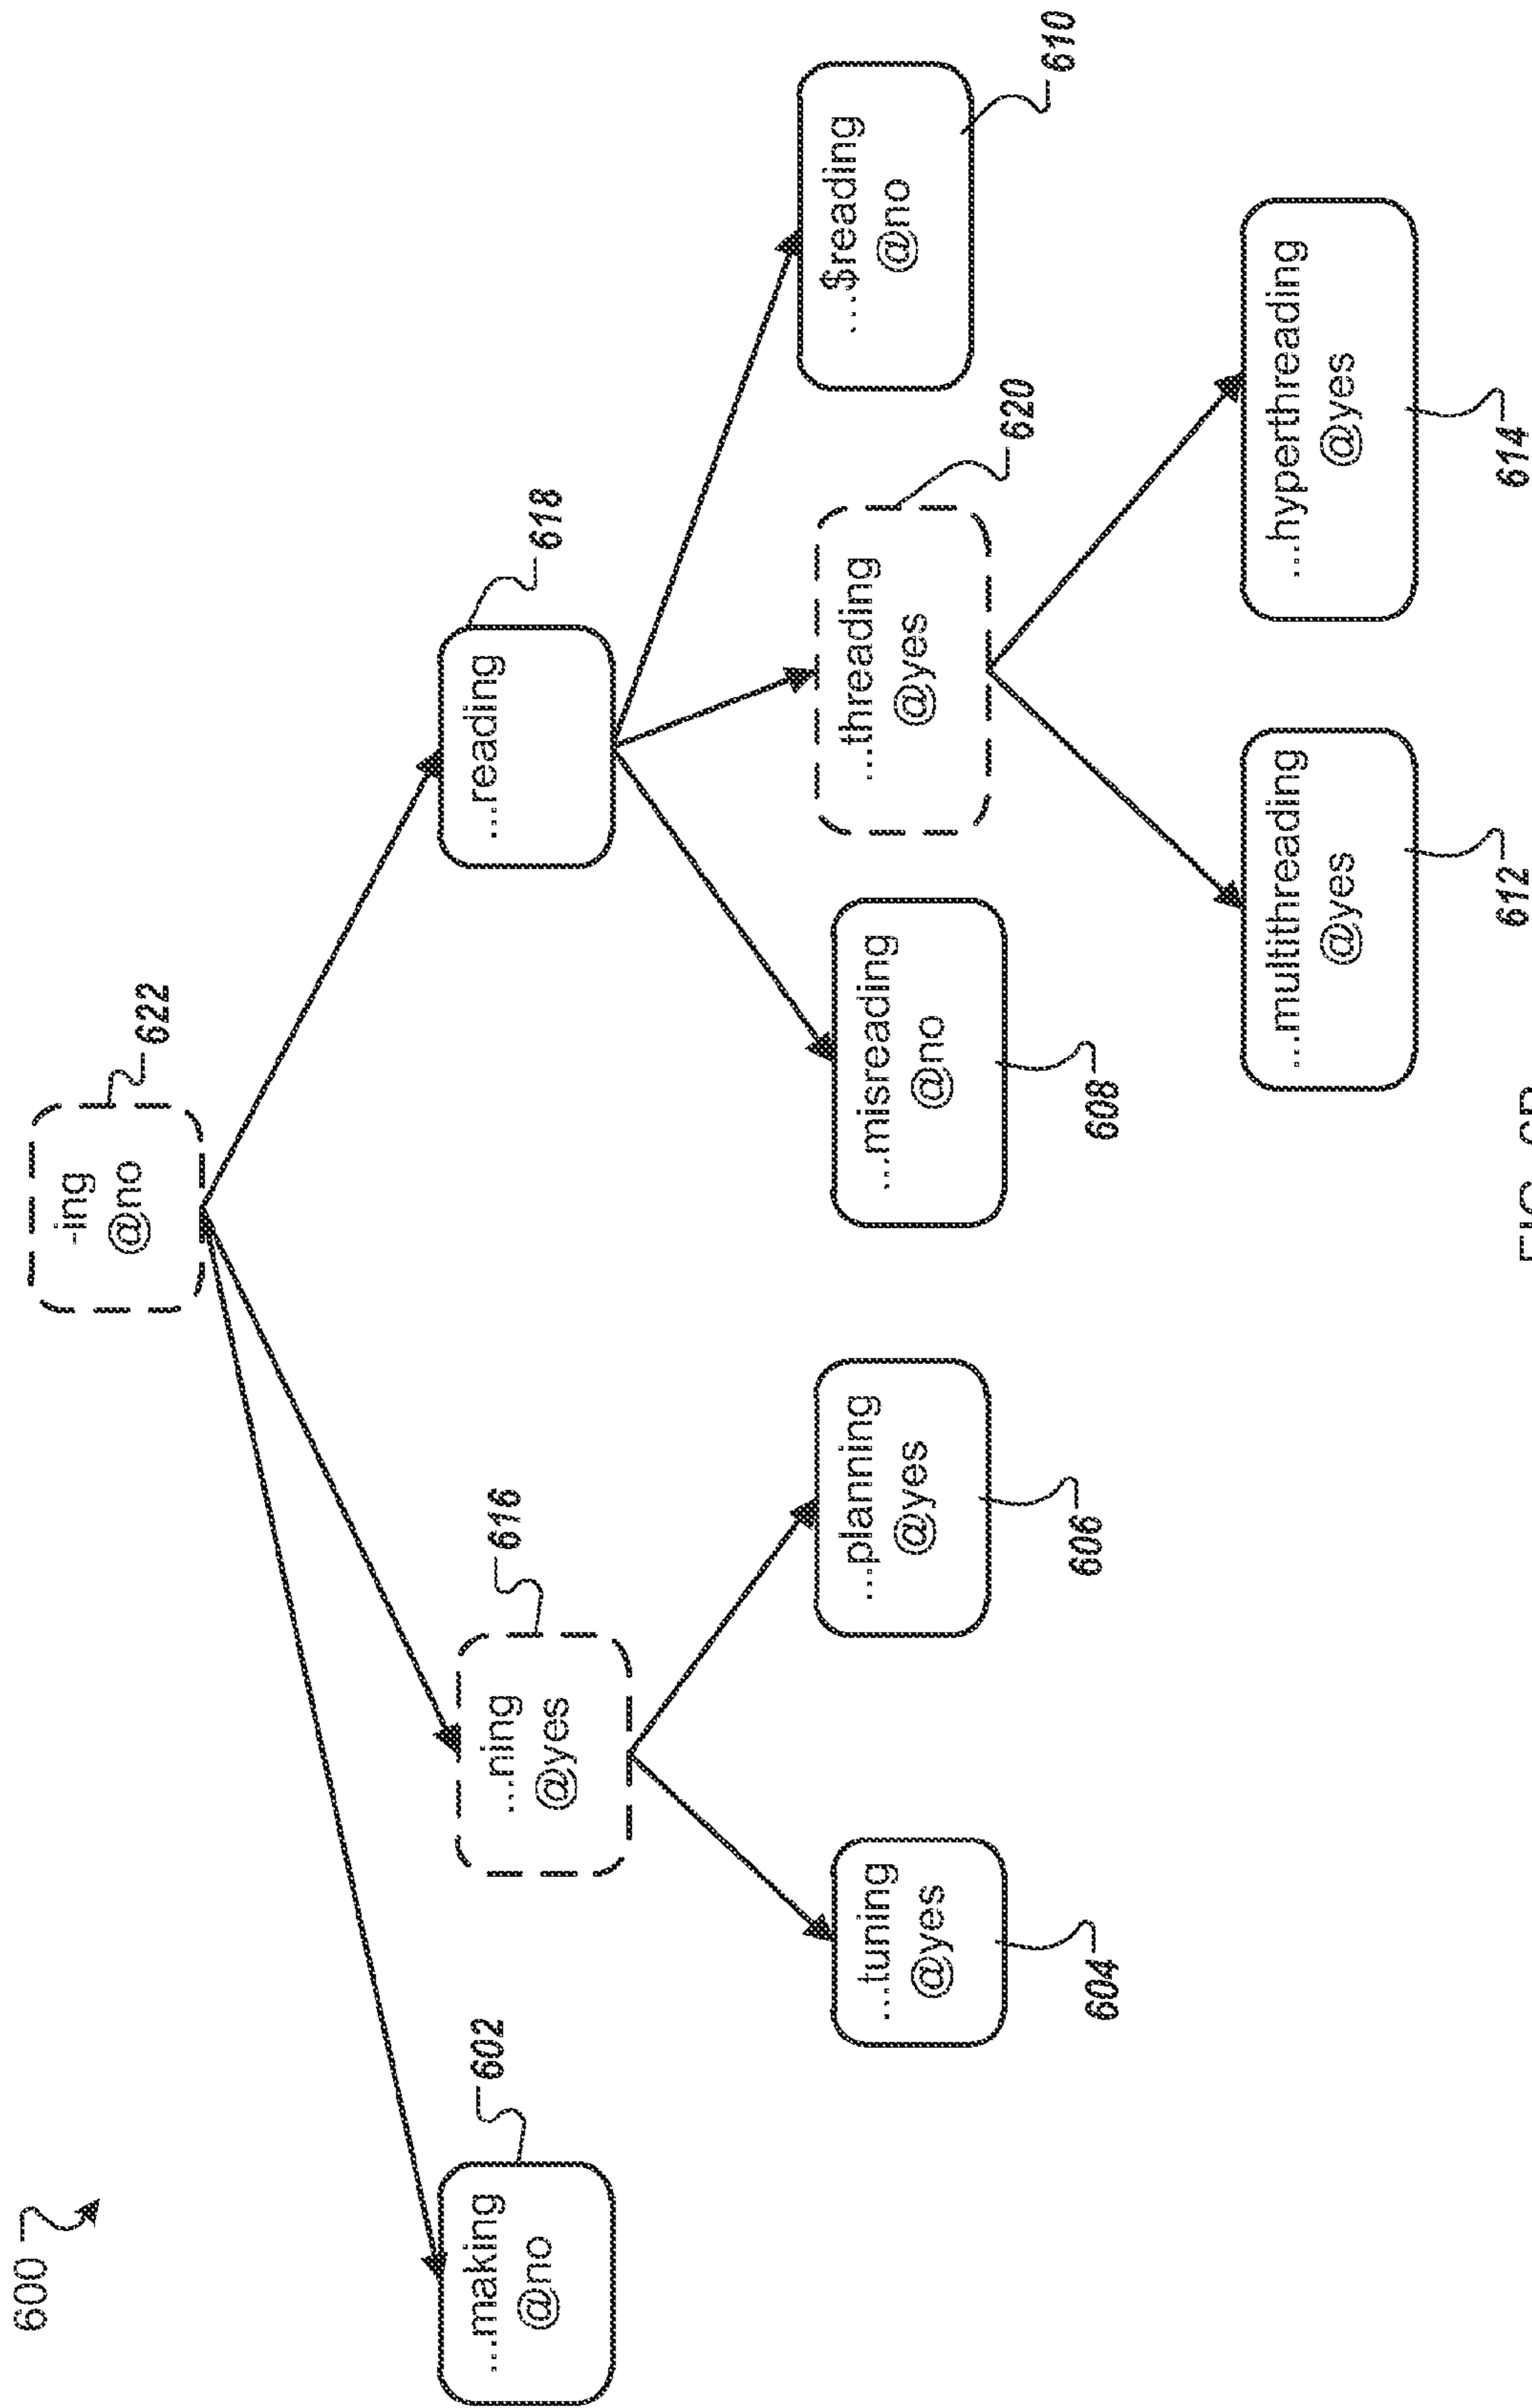 600
-ing
@no
622
...making
@no
602
...ning
@yes
616
...reading
618
...tuning
@yes
604
...planning
@yes
606
...misreading
@no
608
...threading
@yes
620
...$reading
@no
610
...multithreading
@yes
612
...hyperthreading
@yes
614